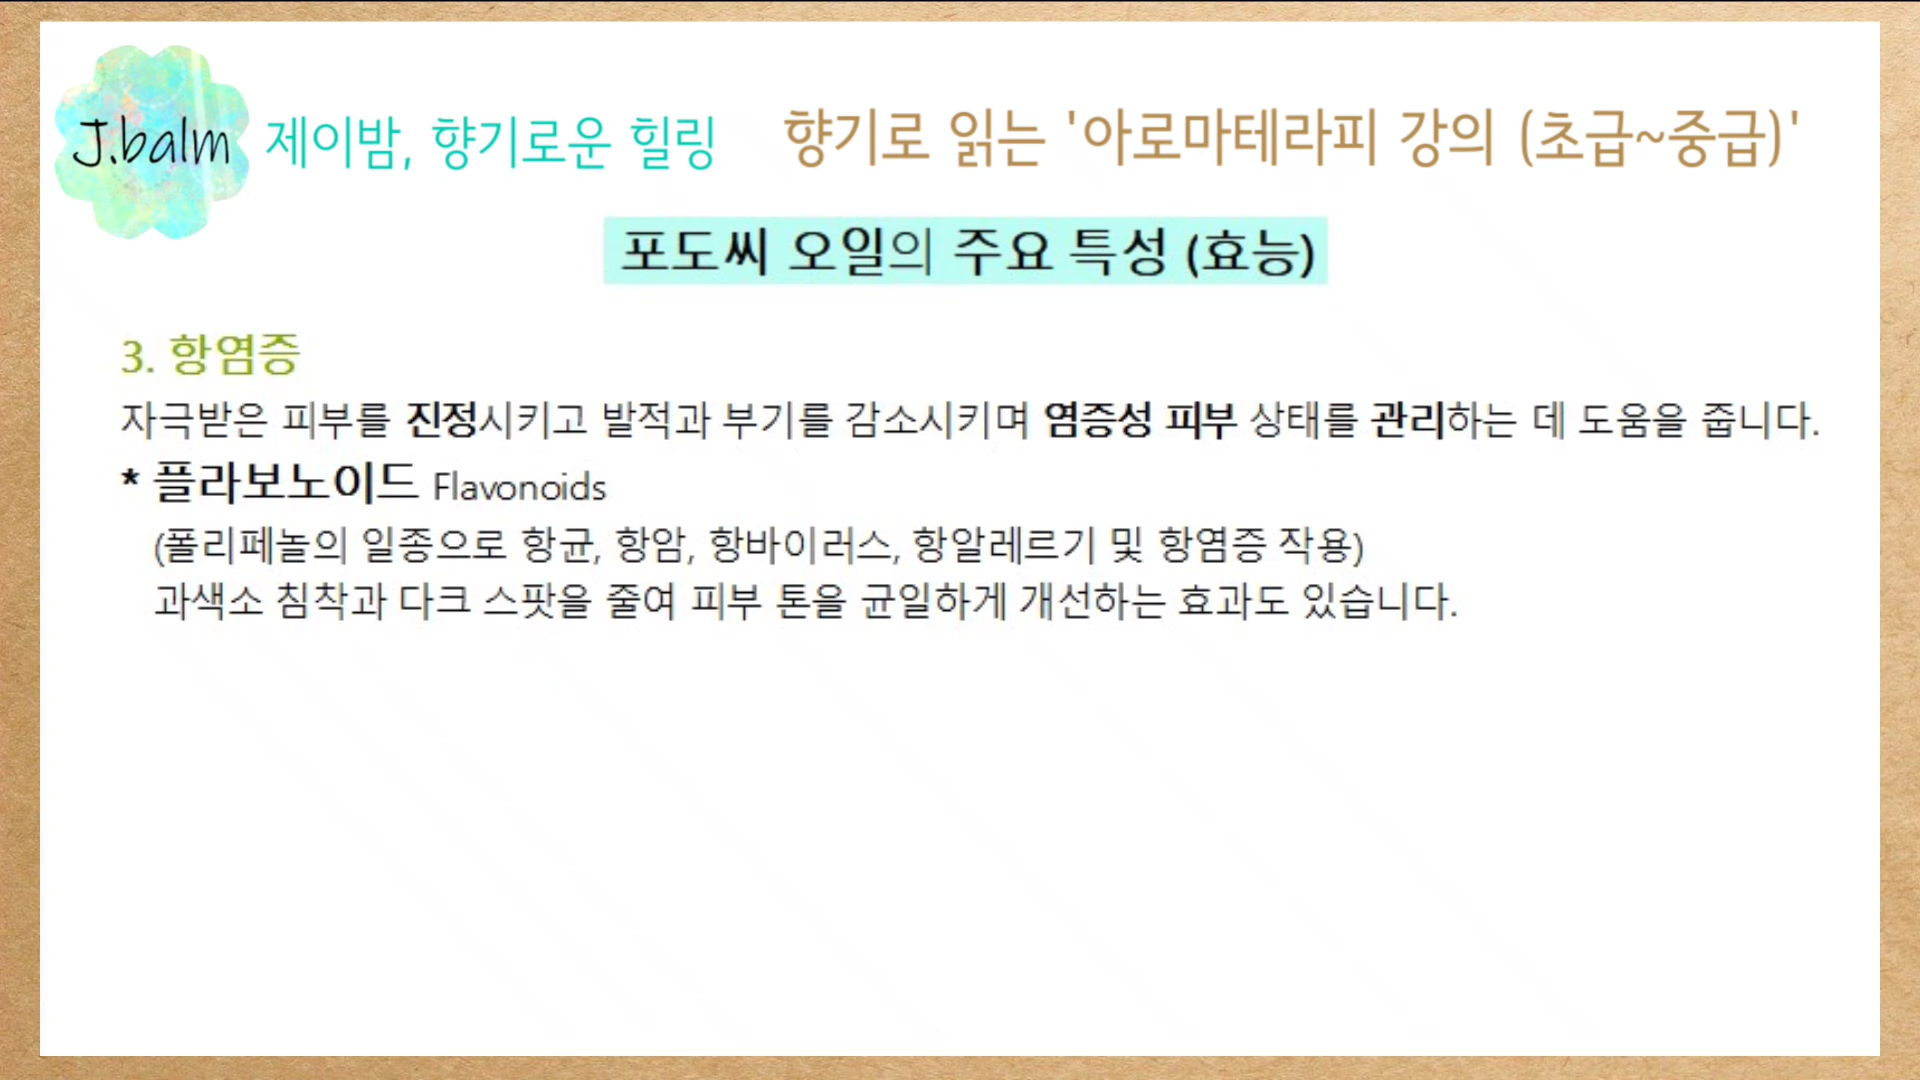 J.balm 제이밤, 향기로운 힐링 향기로 읽는 '아로마테라피 강의 (초급~중급)'
포도씨 오일의 주요 특성 (효능)
3. 항염증
자극받은 피부를 진정시키고 발적과 부기를 감소시키며 염증성 피부 상태를 관리하는 데 도움을 줍니다.
* 플라보노이드 Flavonoids
(폴리페놀의 일종으로 항균, 항암, 항바이러스, 항알레르기 및 항염증 작용)
과색소 침착과 다크 스팟을 줄여 피부 톤을 균일하게 개선하는 효과도 있습니다.